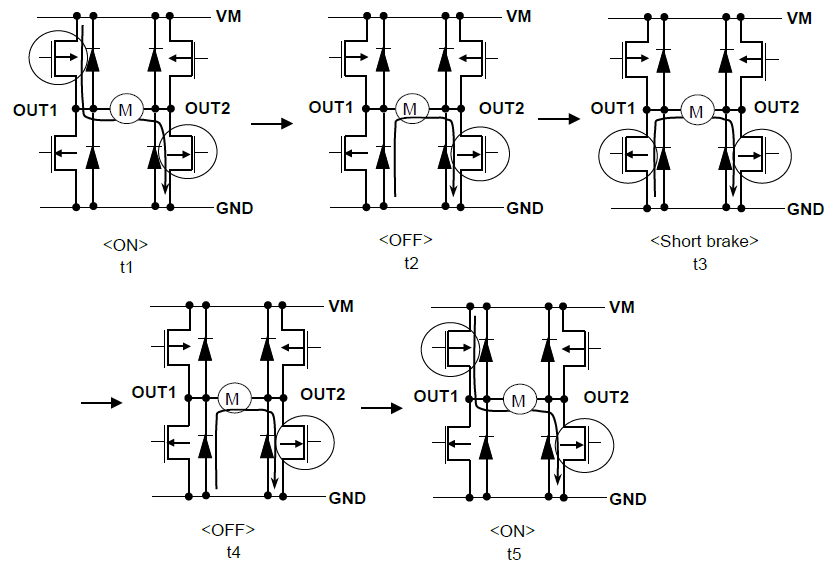 VM
VM
VM
OUT1
M
OUT2
OUT1
M
OUT2
OUT1
M
OUT2
GND
GND
GND
<ON>
t1
<OFF>
t2
<Short brake>
t3
VM
VM
OUT1
M
OUT2
OUT1
M
OUT2
GND
GND
<OFF>
t4
<ON>
t5